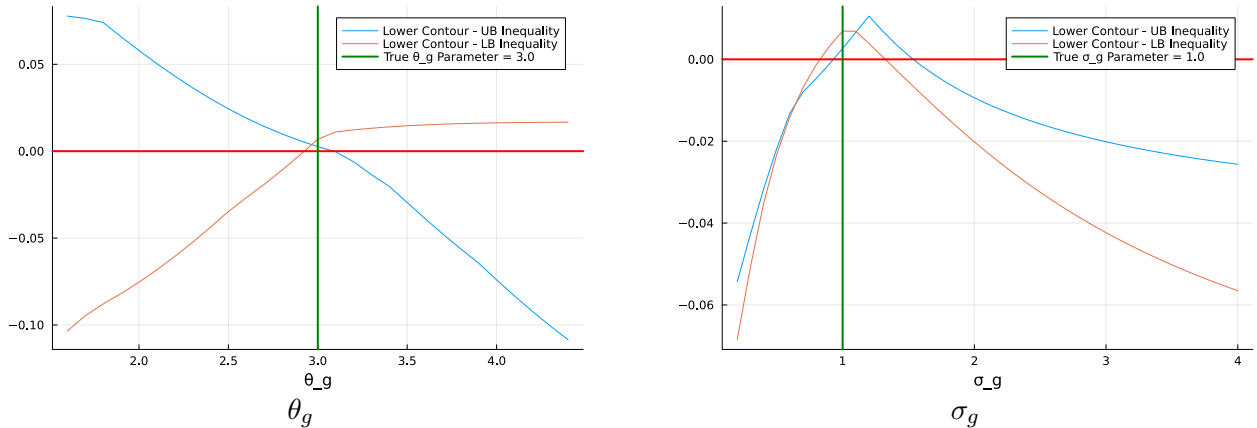 Lower Contour - UB Inequality
Lower Contour - LB Inequality
True θ_g Parameter = 3.0
0.05
0.00
−0.05
−0.10
2.0 2.5 3.0 3.5 4.0
θ_g
θg
Lower Contour - UB Inequality
Lower Contour - LB Inequality
True σ_g Parameter = 1.0
0.00
−0.02
−0.04
−0.06
1 2 3 4
σ_g
σg